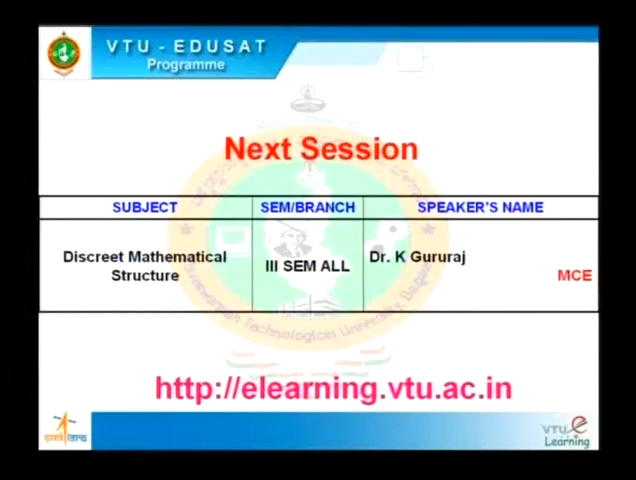 VTU - EDUSAT
Programme
Next Session
SUBJECT SEM/BRANCH SPEAKER'S NAME
Discreet Mathematical
Structure
III SEM ALL
Dr. K Gururaj
MCE
http://elearning.vtu.ac.in
VTU e
Learning